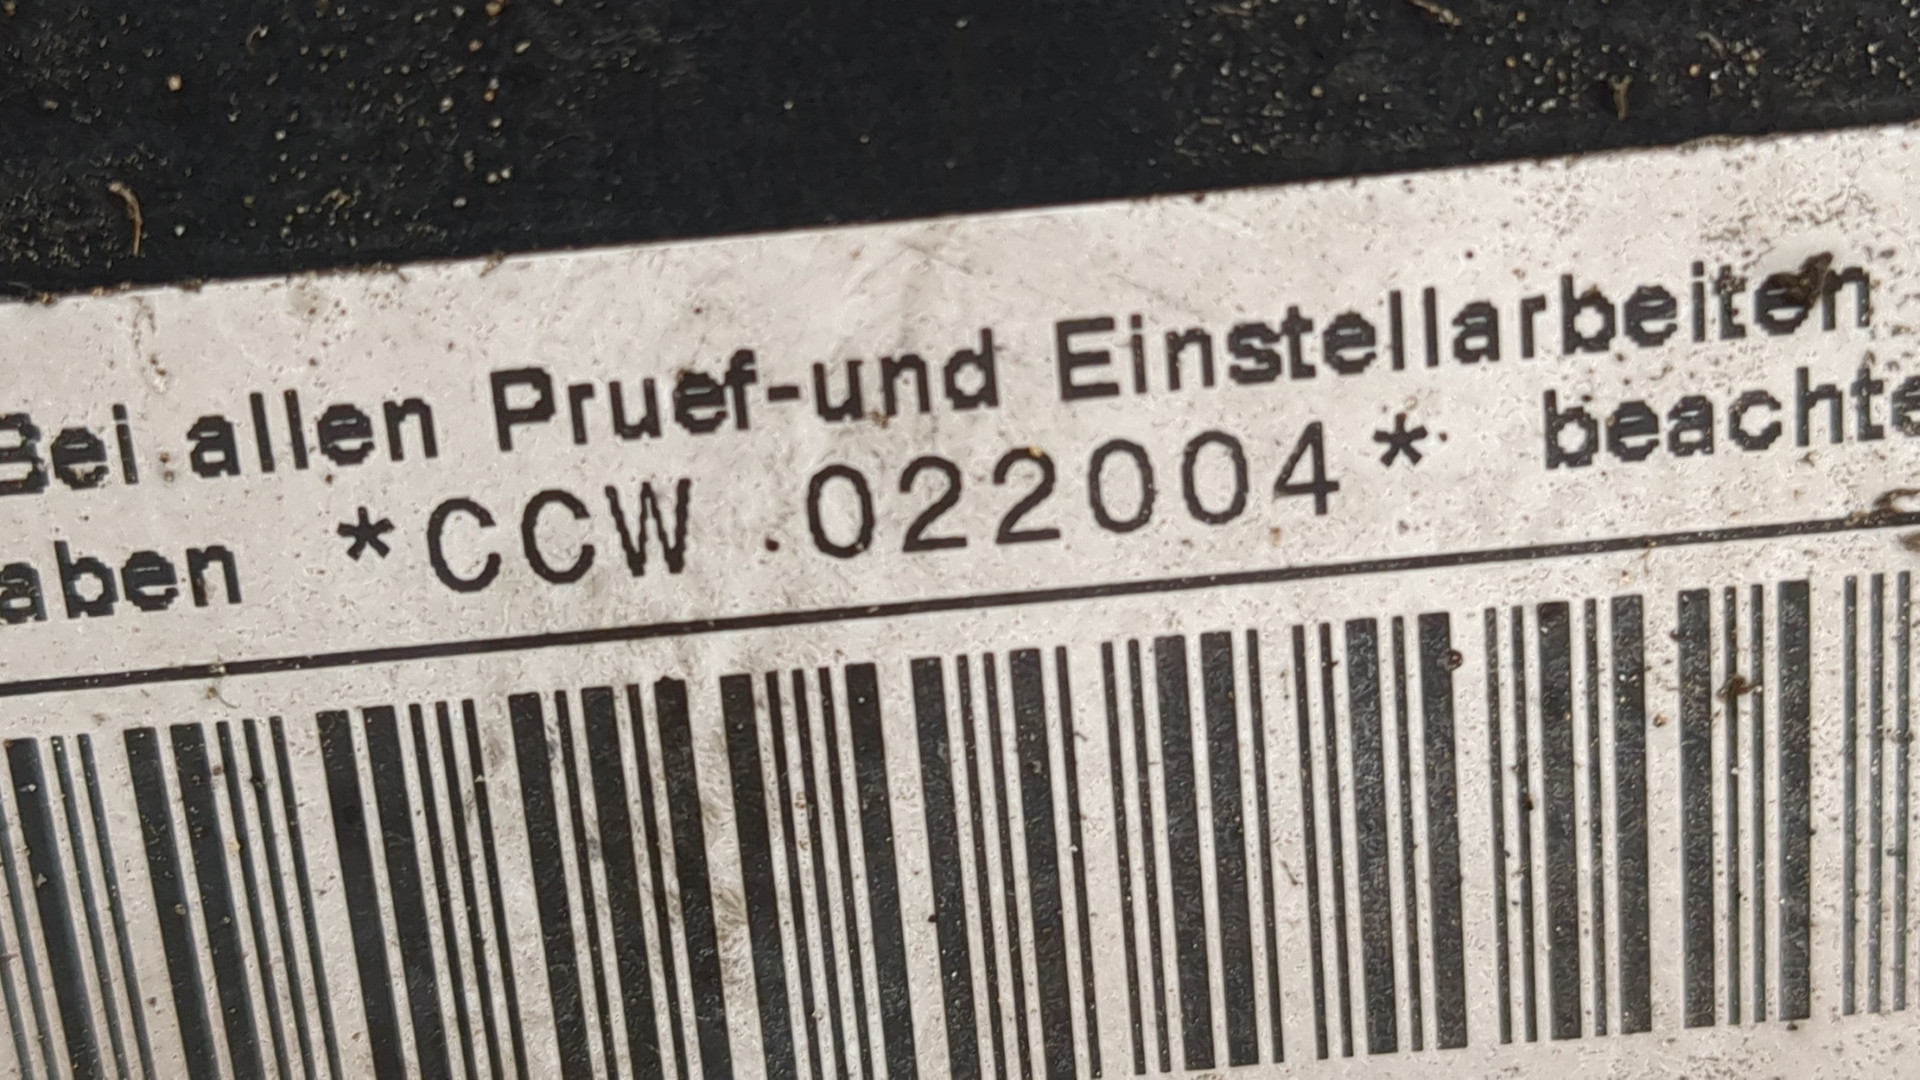 Bei allen Pruef-und Einstellarbeiten
aben *CCW 022004* beachte